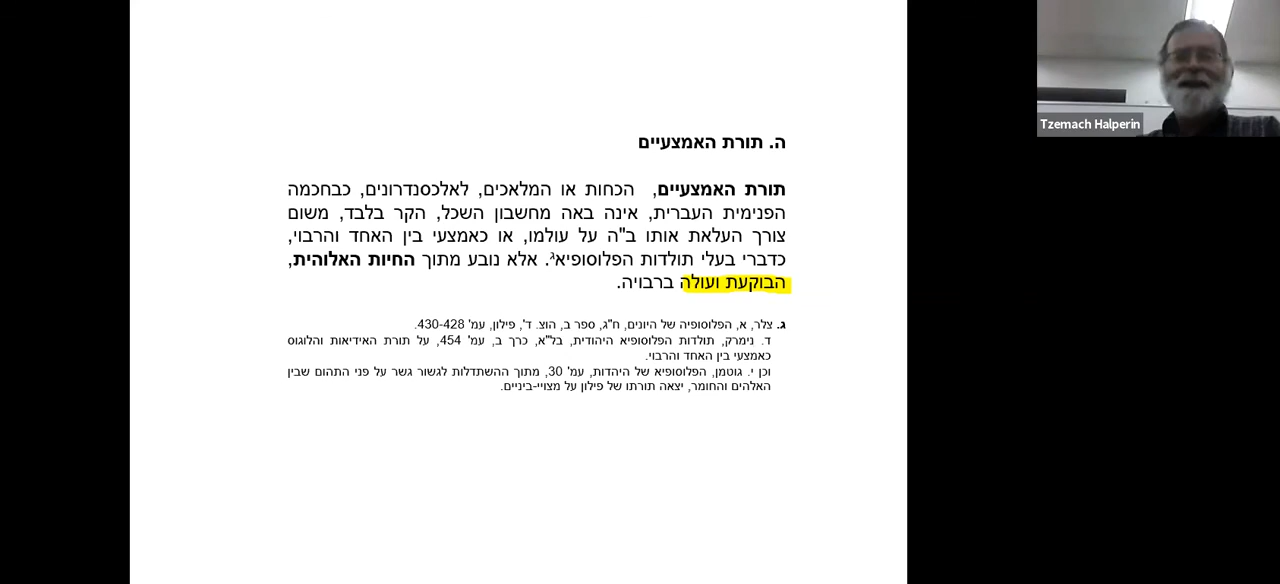 ה. תורת האמצעיים
תורת האמצעיים, הכחות או המלאכים, לאלכסנדרונים, כבחכמה
הפנימית העברית, אינה באה מחשבון השכל, הקר בלבד, משום
צורך העלאת אותו ב"ה על עולמו, או כאמצעי בין האחד והרבוי,
כדברי בעלי תולדות הפלוסופיאג. אלא נובע מתוך החיות האלוהית,
הבוקעת ועולה ברבויה.
ג. צלר, א, הפלוסופיה של היונים, ח"ג, ספר ב, הוצ. ד', פילון, עמ' 430-428.
ד. נימרק, תולדות הפלוסופיא היהודית, בל"א, כרך ב, עמ' 454, על תורת האידיאות והלוגוס
כאמצעי בין האחד והרבוי.
וכן י. גוטמן, הפלוסופיא של היהדות, עמ' 30, מתוך ההשתדלות לגשור גשר על פני התהום שבין
האלהים והחומר, יצאה תורתו של פילון על מצויי-ביניים.
Tzemach Halperin